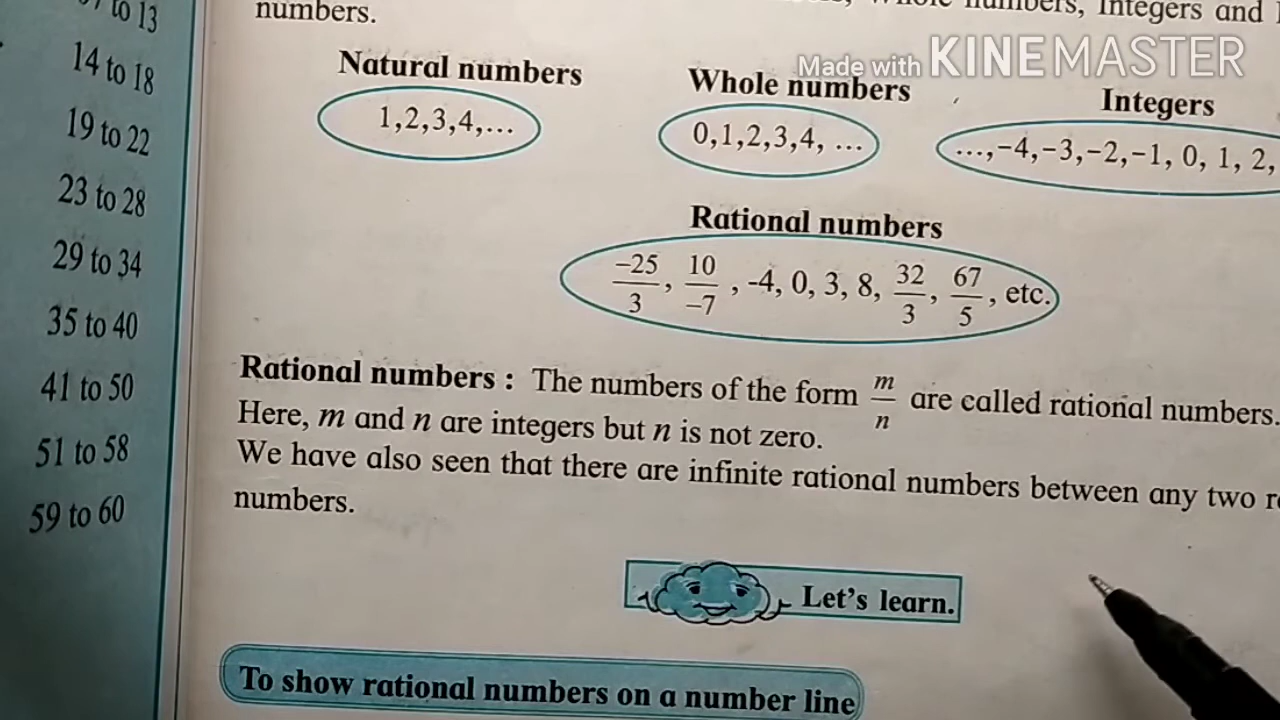 to 13
14 to 18
19 to 22
23 to 28
29 to 34
35 to 40
41 to 50
51 to 58
59 to 60
numbers, Integers and
numbers.
Made with KINEMASTER
Natural numbers
1,2,3,4,...
Whole numbers
0,1,2,3,4, ...
Integers
...,−4,−3,−2,−1, 0, 1, 2,
Rational numbers
−25/3, 10/−7, -4, 0, 3, 8, 32/3, 67/5, etc.
Rational numbers : The numbers of the form m/n are called rational numbers.
Here, m and n are integers but n is not zero.
We have also seen that there are infinite rational numbers between any two
numbers.
Let's learn.
To show rational numbers on a number line